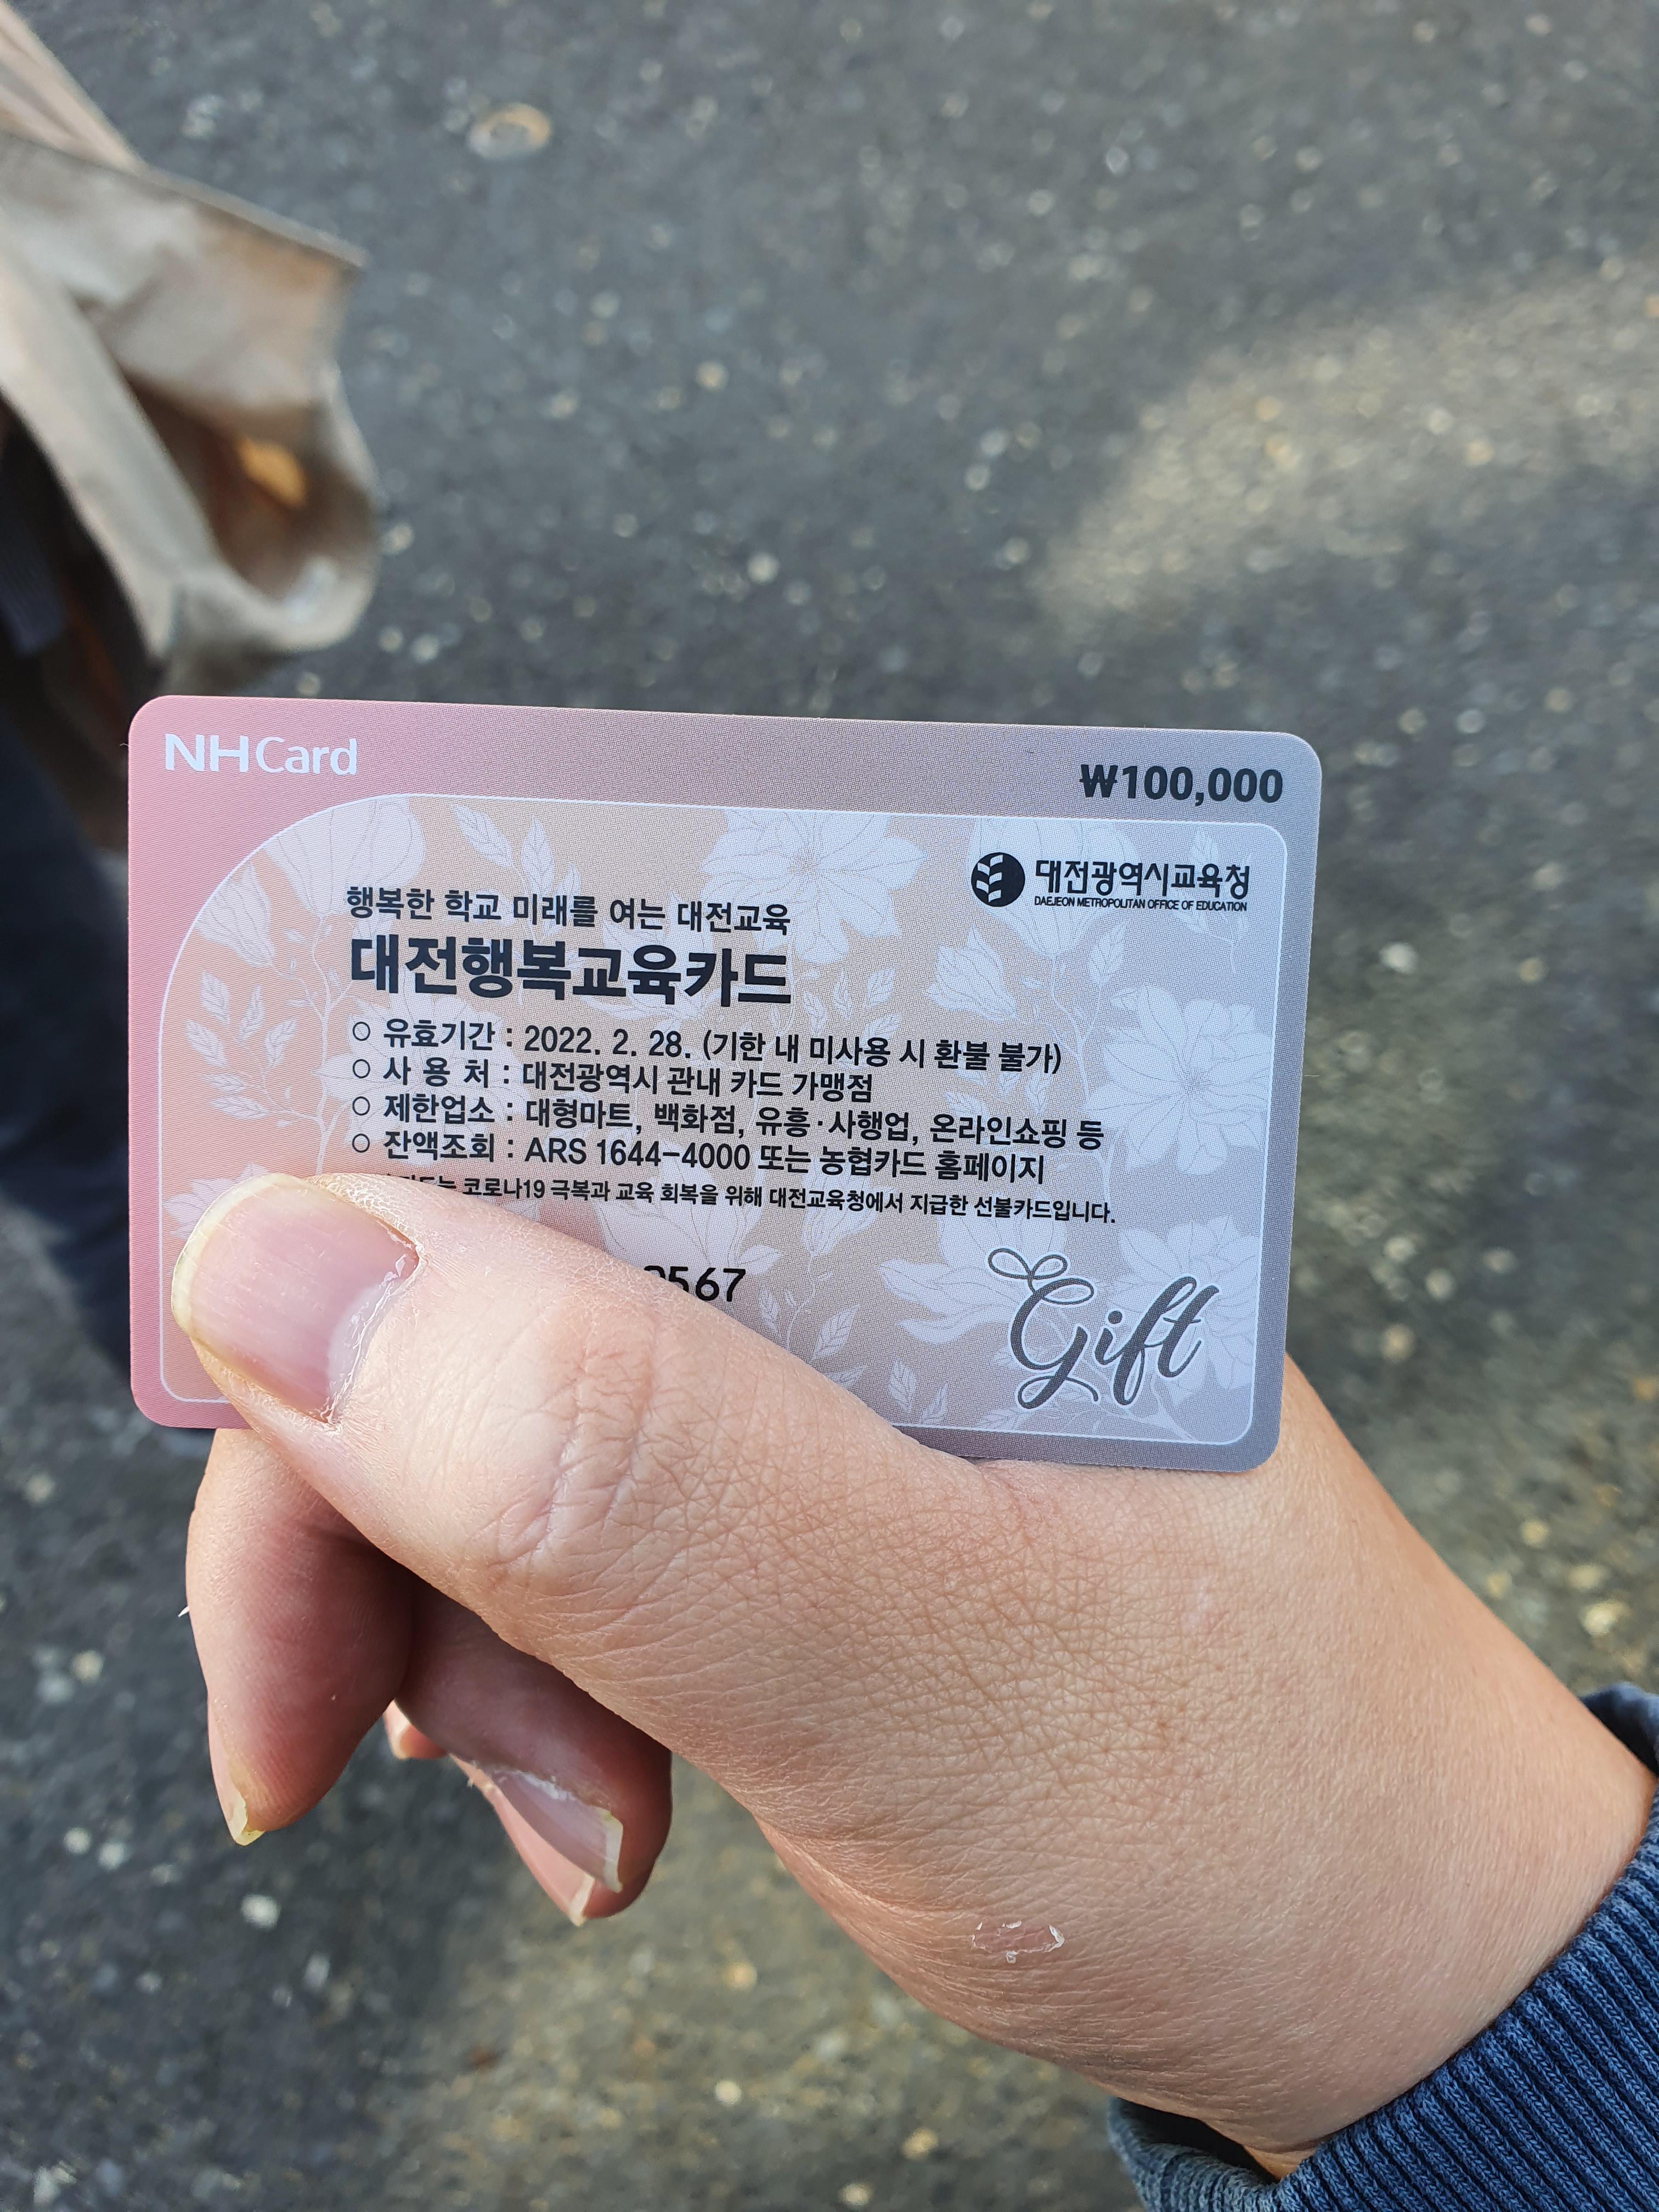 NHCard
₩100,000
대전광역시교육청
DAEJEON METROPOLITAN OFFICE OF EDUCATION
행복한 학교 미래를 여는 대전교육
대전행복교육카드
○ 유효기간 : 2022. 2. 28. (기한 내 미사용 시 환불 불가)
○ 사 용 처 : 대전광역시 관내 카드 가맹점
○ 제한업소 : 대형마트, 백화점, 유흥·사행업, 온라인쇼핑 등
○ 잔액조회 : ARS 1644-4000 또는 농협카드 홈페이지
코로나19 극복과 교육 회복을 위해 대전교육청에서 지급한 선불카드입니다.
567
Gift